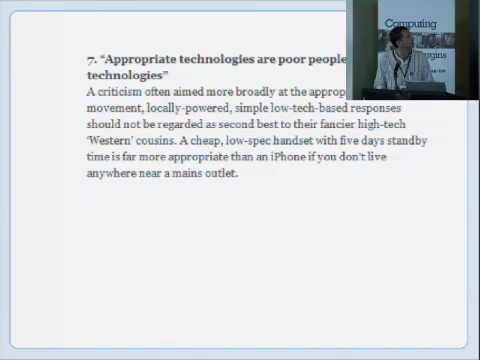 7. “Appropriate technologies are poor people
technologies”
A criticism often aimed more broadly at the
movement, locally-powered, simple low-tech-based responses
should not be regarded as second best to their fancier high-tech
‘Western’ cousins. A cheap, low-spec handset with five days standby
time is far more appropriate than an iPhone if you don’t live
anywhere near a mains outlet.
Computing